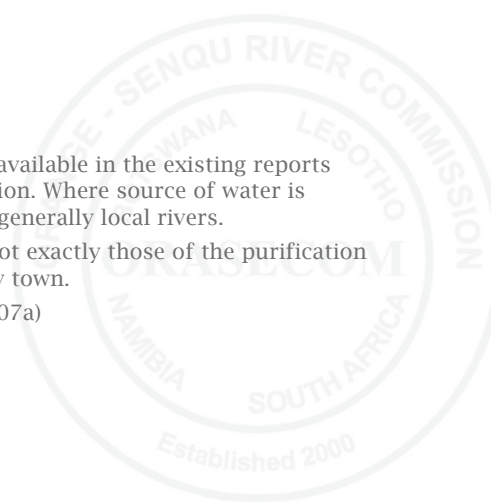 ORANGE - SENQU RIVER COMMISSION
BOTSWANA LESOTHO
available in the existing reports
ion. Where source of water is
generally local rivers.
ot exactly those of the purification
y town.
07a)
ORASECOM
NAMIBIA SOUTH AFRICA
Established 2000